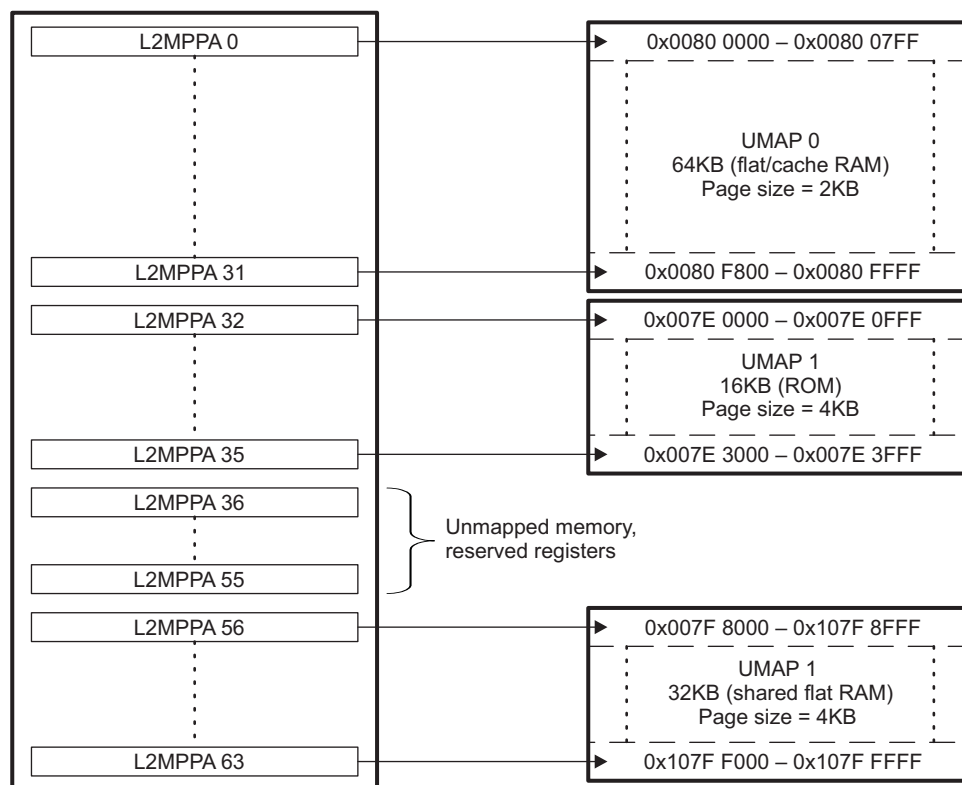 L2MPPA 0
0x0080 0000 – 0x0080 07FF
UMAP 0
64KB (flat/cache RAM)
Page size = 2KB
L2MPPA 31
0x0080 F800 – 0x0080 FFFF
L2MPPA 32
0x007E 0000 – 0x007E 0FFF
UMAP 1
16KB (ROM)
Page size = 4KB
L2MPPA 35
0x007E 3000 – 0x007E 3FFF
L2MPPA 36
Unmapped memory,
reserved registers
L2MPPA 55
L2MPPA 56
0x007F 8000 – 0x107F 8FFF
UMAP 1
32KB (shared flat RAM)
Page size = 4KB
L2MPPA 63
0x107F F000 – 0x107F FFFF